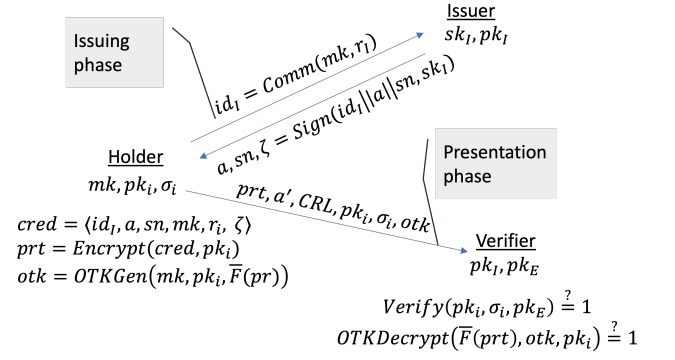 Issuer
sk_I, pk_I
Issuing
phase
id_I = Comm(mk, r_I)
a, sn, ζ = Sign(id_I||a||sn, sk_I)
Holder
mk, pk_i, σ_i
Presentation
phase
prt, a′, CRL, pk_i, σ_i, otk
cred = ⟨id_I, a, sn, mk, r_i, ζ⟩
prt = Encrypt(cred, pk_i)
otk = OTKGen(mk, pk_i, F̅(pr))
Verifier
pk_I, pk_E
Verify(pk_i, σ_i, pk_E) ≟ 1
OTKDecrypt(F̅(prt), otk, pk_i) ≟ 1